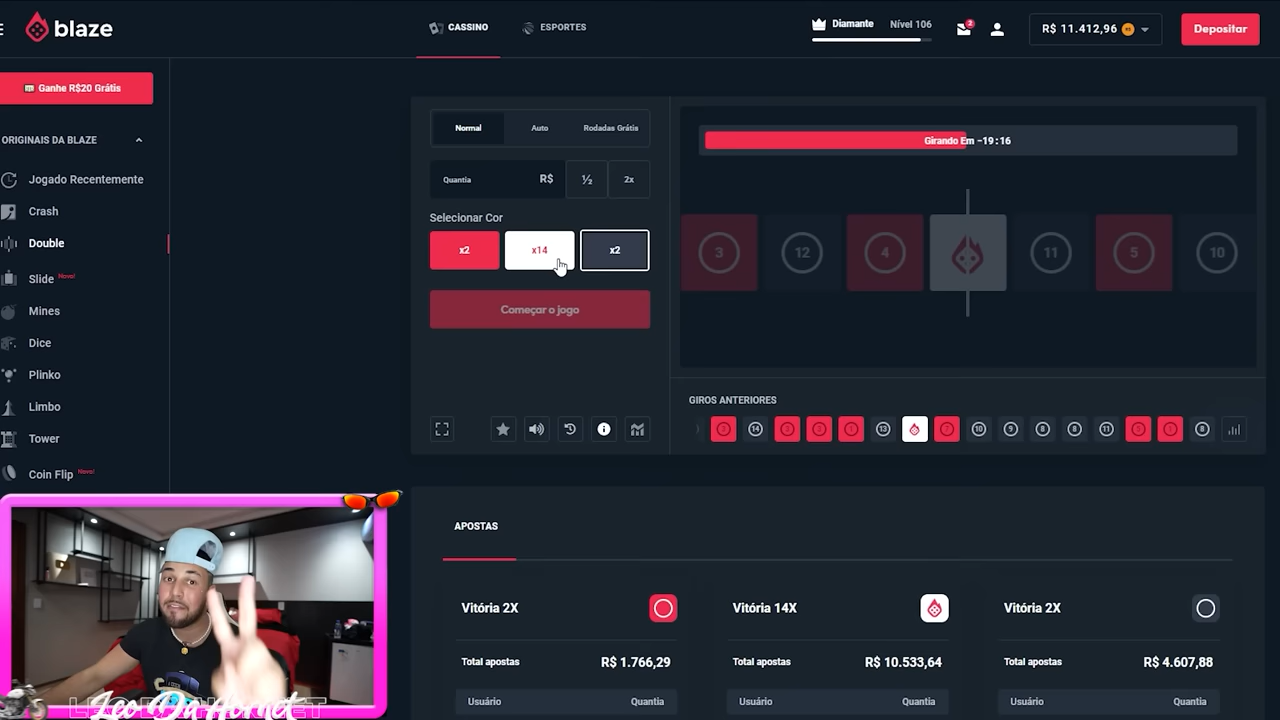 blaze
CASSINO
ESPORTES
Diamante
Nível 106
2
R$ 11.412,96
Depositar
Ganhe R$20 Grátis
ORIGINAIS DA BLAZE
Jogado Recentemente
Crash
Double
Slide Novo!
Mines
Dice
Plinko
Limbo
Tower
Coin Flip Novo!
Normal
Auto
Rodadas Grátis
Quantia
R$
½
2x
Selecionar Cor
x2
x14
x2
Começar o jogo
Girando Em -19:16
3
12
4
11
5
10
GIROS ANTERIORES
14
13
10
9
8
8
11
8
APOSTAS
Vitória 2X
Total apostas
R$ 1.766,29
Usuário
Quantia
Vitória 14X
Total apostas
R$ 10.533,64
Usuário
Quantia
Vitória 2X
Total apostas
R$ 4.607,88
Usuário
Quantia
Leo Da Hornet